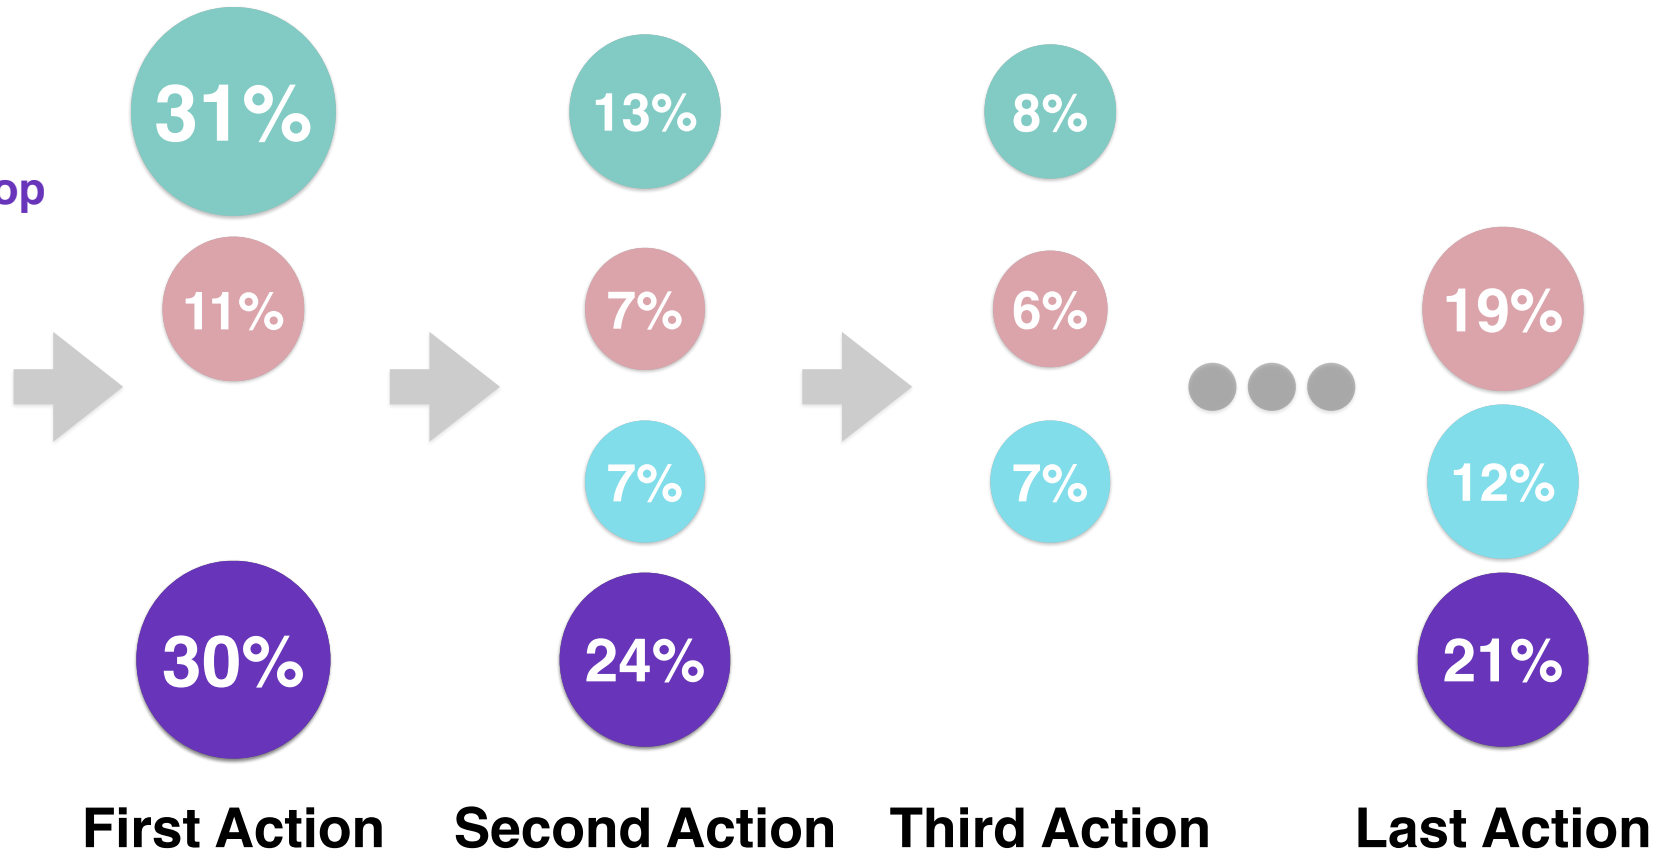 31% 13% 8%
op
11% 7% 6% 19%
7% 7% 12%
30% 24% 21%
First Action Second Action Third Action Last Action